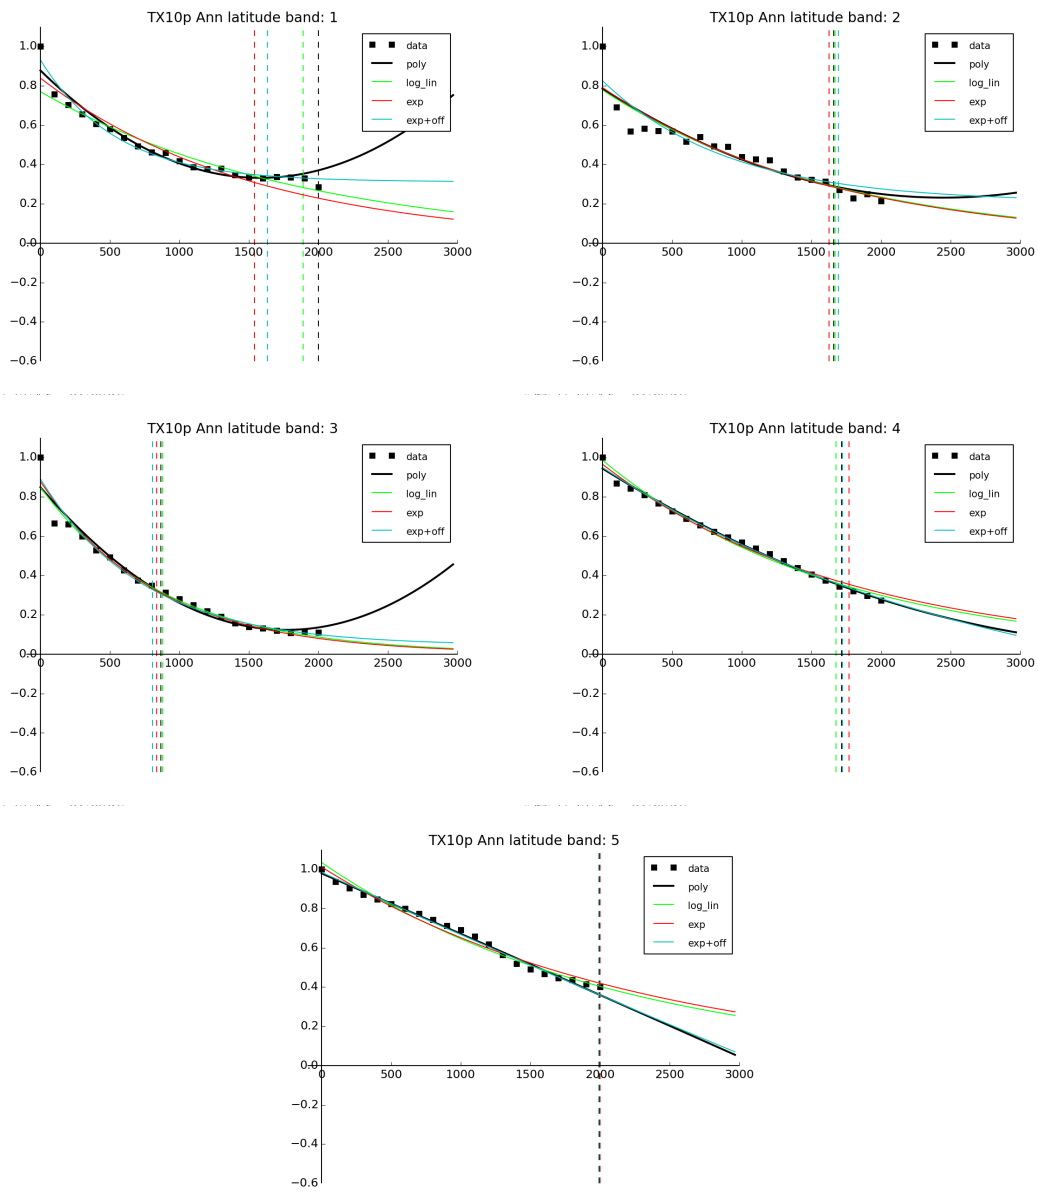 TX10p Ann latitude band: 1
1.0
0.8
0.6
0.4
0.2
0.0
−0.2
−0.4
−0.6
0 500 1000 1500 2000 2500 3000
data
poly
log_lin
exp
exp+off
TX10p Ann latitude band: 2
1.0
0.8
0.6
0.4
0.2
0.0
−0.2
−0.4
−0.6
0 500 1000 1500 2000 2500 3000
data
poly
log_lin
exp
exp+off
TX10p Ann latitude band: 3
1.0
0.8
0.6
0.4
0.2
0.0
−0.2
−0.4
−0.6
0 500 1000 1500 2000 2500 3000
data
poly
log_lin
exp
exp+off
TX10p Ann latitude band: 4
1.0
0.8
0.6
0.4
0.2
0.0
−0.2
−0.4
−0.6
0 500 1000 1500 2000 2500 3000
data
poly
log_lin
exp
exp+off
TX10p Ann latitude band: 5
1.0
0.8
0.6
0.4
0.2
0.0
−0.2
−0.4
−0.6
0 500 1000 1500 2000 2500 3000
data
poly
log_lin
exp
exp+off